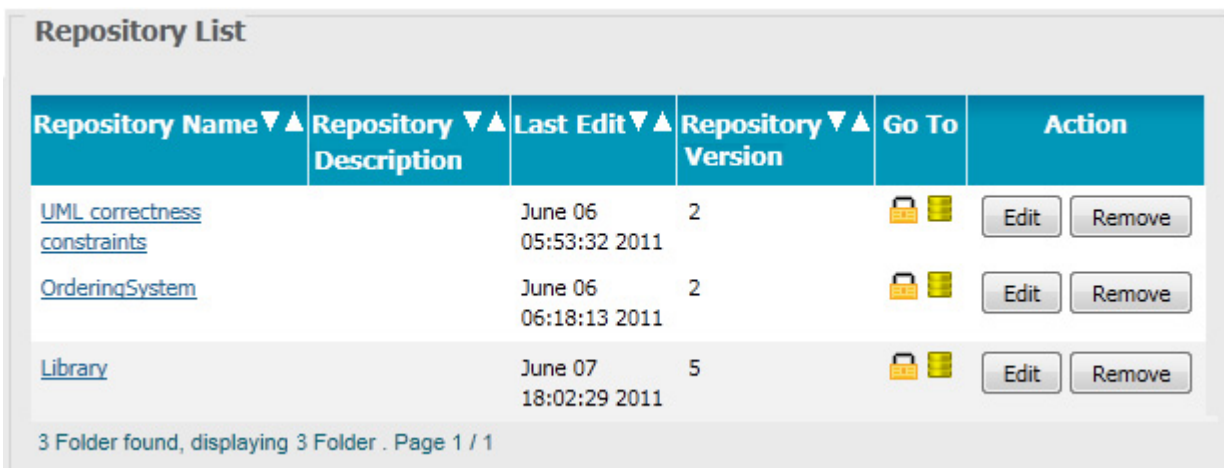 Repository List
Repository Name▼▲ Repository ▼▲ Last Edit▼▲ Repository▼▲ Go To Action
Description Version
UML correctness June 06 2 Edit Remove
constraints 05:53:32 2011
OrderingSystem June 06 2 Edit Remove
06:18:13 2011
Library June 07 5 Edit Remove
18:02:29 2011
3 Folder found, displaying 3 Folder . Page 1 / 1